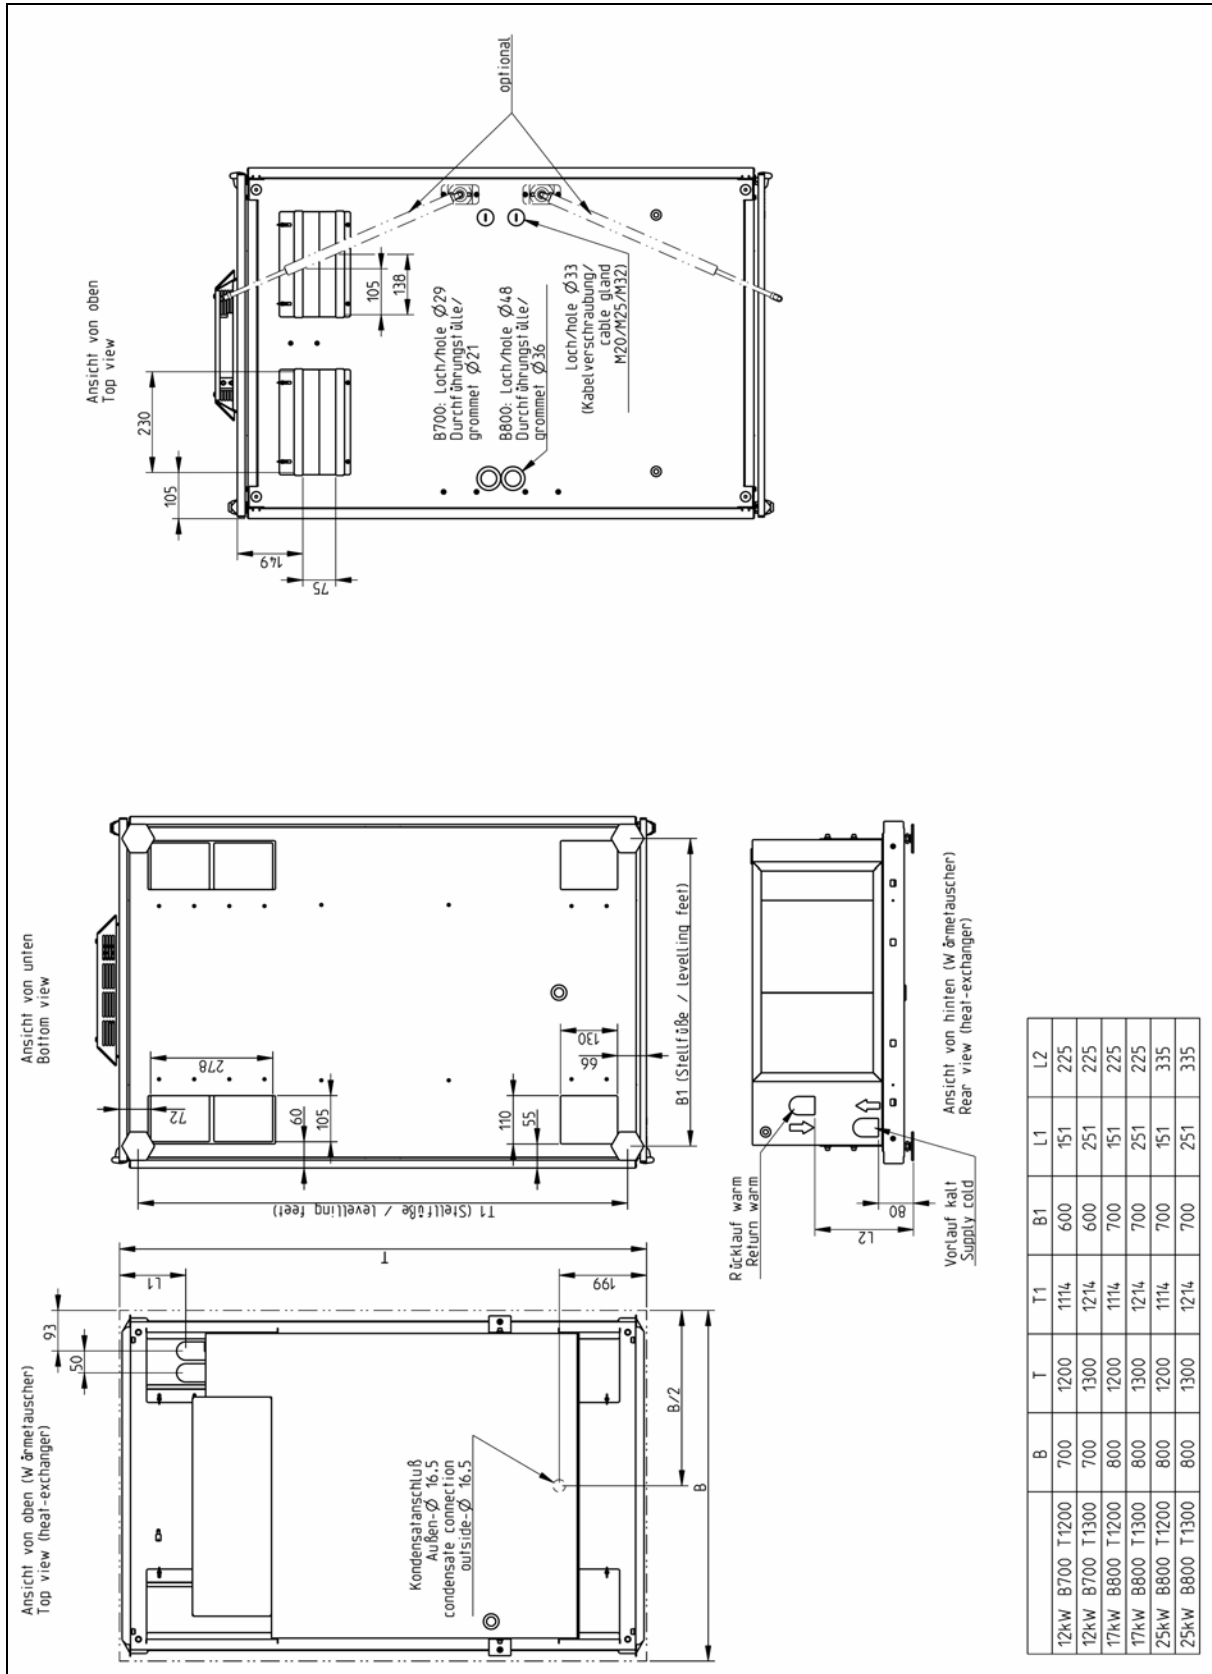 Ansicht von oben (Wärmetauscher)
Top view (heat-exchanger)
93
50
L1
T
199
B/2
B
Kondensatanschluß
Außen-Ø 16.5
condensate connection
outside-Ø 16.5
Ansicht von unten
Bottom view
278
72
60
105
110
55
130
66
T1 (Stellfüße / levelling feet)
B1 (Stellfüße / levelling feet)
Ansicht von oben
Top view
230
105
149
75
105
138
optional
B700: Loch/hole Ø29
Durchführungstülle/
grommet Ø21
B800: Loch/hole Ø48
Durchführungstülle/
grommet Ø36
Loch/hole Ø33
(Kabelverschraubung/
cable gland
M20/M25/M32)
Rücklauf warm
Return warm
Vorlauf kalt
Supply cold
L2
80
Ansicht von hinten (Wärmetauscher)
Rear view (heat-exchanger)
B T T1 B1 L1 L2
12kW B700 T1200 700 1200 1114 600 151 225
12kW B700 T1300 700 1300 1214 600 251 225
17kW B800 T1200 800 1200 1114 700 151 225
17kW B800 T1300 800 1300 1214 700 251 225
25kW B800 T1200 800 1200 1114 700 151 335
25kW B800 T1300 800 1300 1214 700 251 335